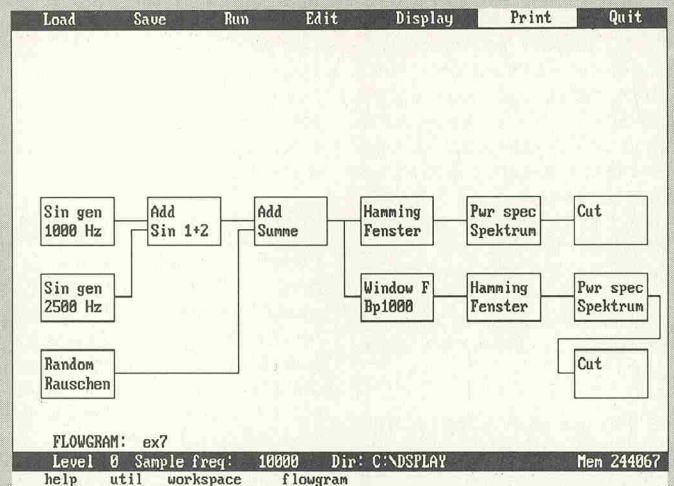 Load Save Run Edit Display Print Quit
Sin gen
1000 Hz
Add
Sin 1+2
Add
Summe
Hamming
Fenster
Pwr spec
Spektrum
Cut
Sin gen
2500 Hz
Window F
Bp1000
Hamming
Fenster
Pwr spec
Spektrum
Random
Rauschen
Cut
FLOWGRAM: ex7
Level 0 Sample freq: 10000 Dir: C:\DSPLAY Mem 244067
help util workspace flowgram